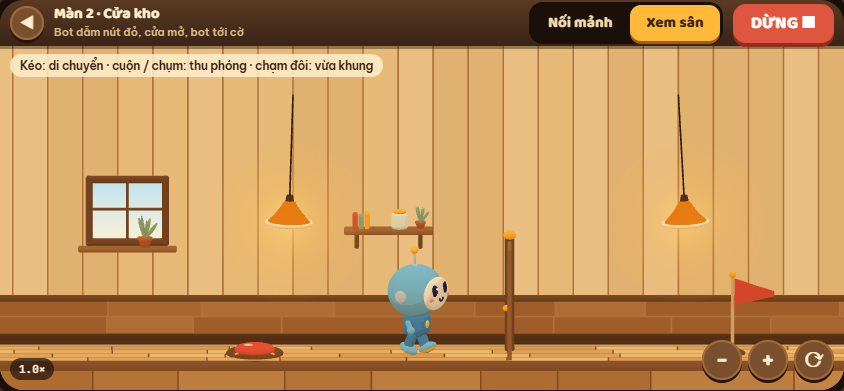 Màn 2 · Cửa kho
Bot dẫm nút đỏ, cửa mở, bot tới cờ
Nối mảnh
Xem sân
DỪNG
Kéo: di chuyển · cuộn / chụm: thu phóng · chạm đôi: vừa khung
1.0×